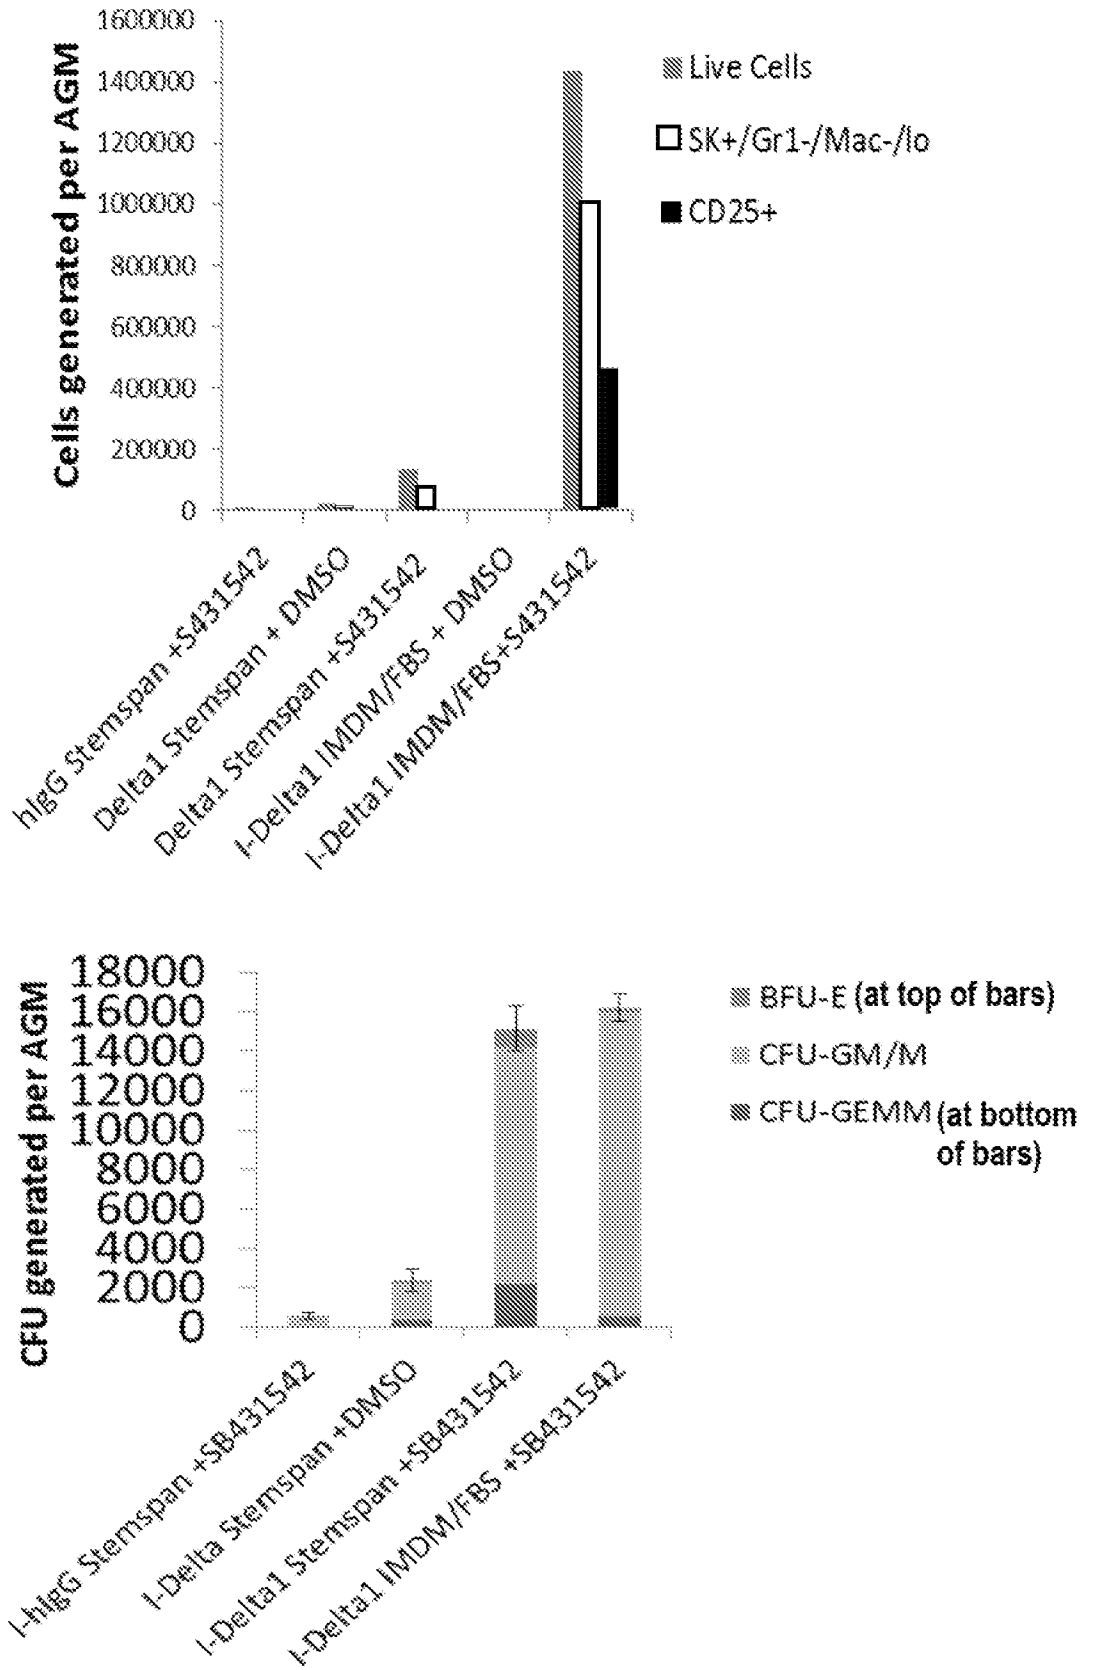 1600000
1400000
1200000
1000000
800000
600000
400000
200000
0
Cells generated per AGM
Live Cells
SK+/Gr1-/Mac-/lo
CD25+
hIgG Stemspan +S431542
Delta1 Stemspan + DMSO
Delta1 Stemspan +S431542
I-Delta1 IMDM/FBS + DMSO
I-Delta1 IMDM/FBS+S431542
18000
16000
14000
12000
10000
8000
6000
4000
2000
0
CFU generated per AGM
BFU-E (at top of bars)
CFU-GM/M
CFU-GEMM (at bottom
of bars)
I-hIgG Stemspan +SB431542
I-Delta Stemspan +DMSO
I-Delta1 Stemspan +SB431542
I-Delta1 IMDM/FBS +SB431542